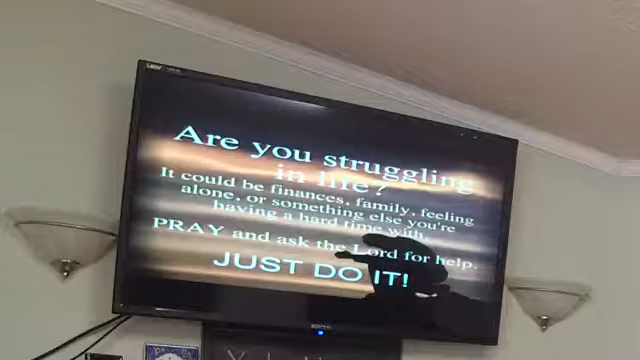 Are you struggling
in life?
It could be finances, family, feeling
alone, or something else you're
having a hard time with.
PRAY and ask the Lord for help.
JUST DO IT!